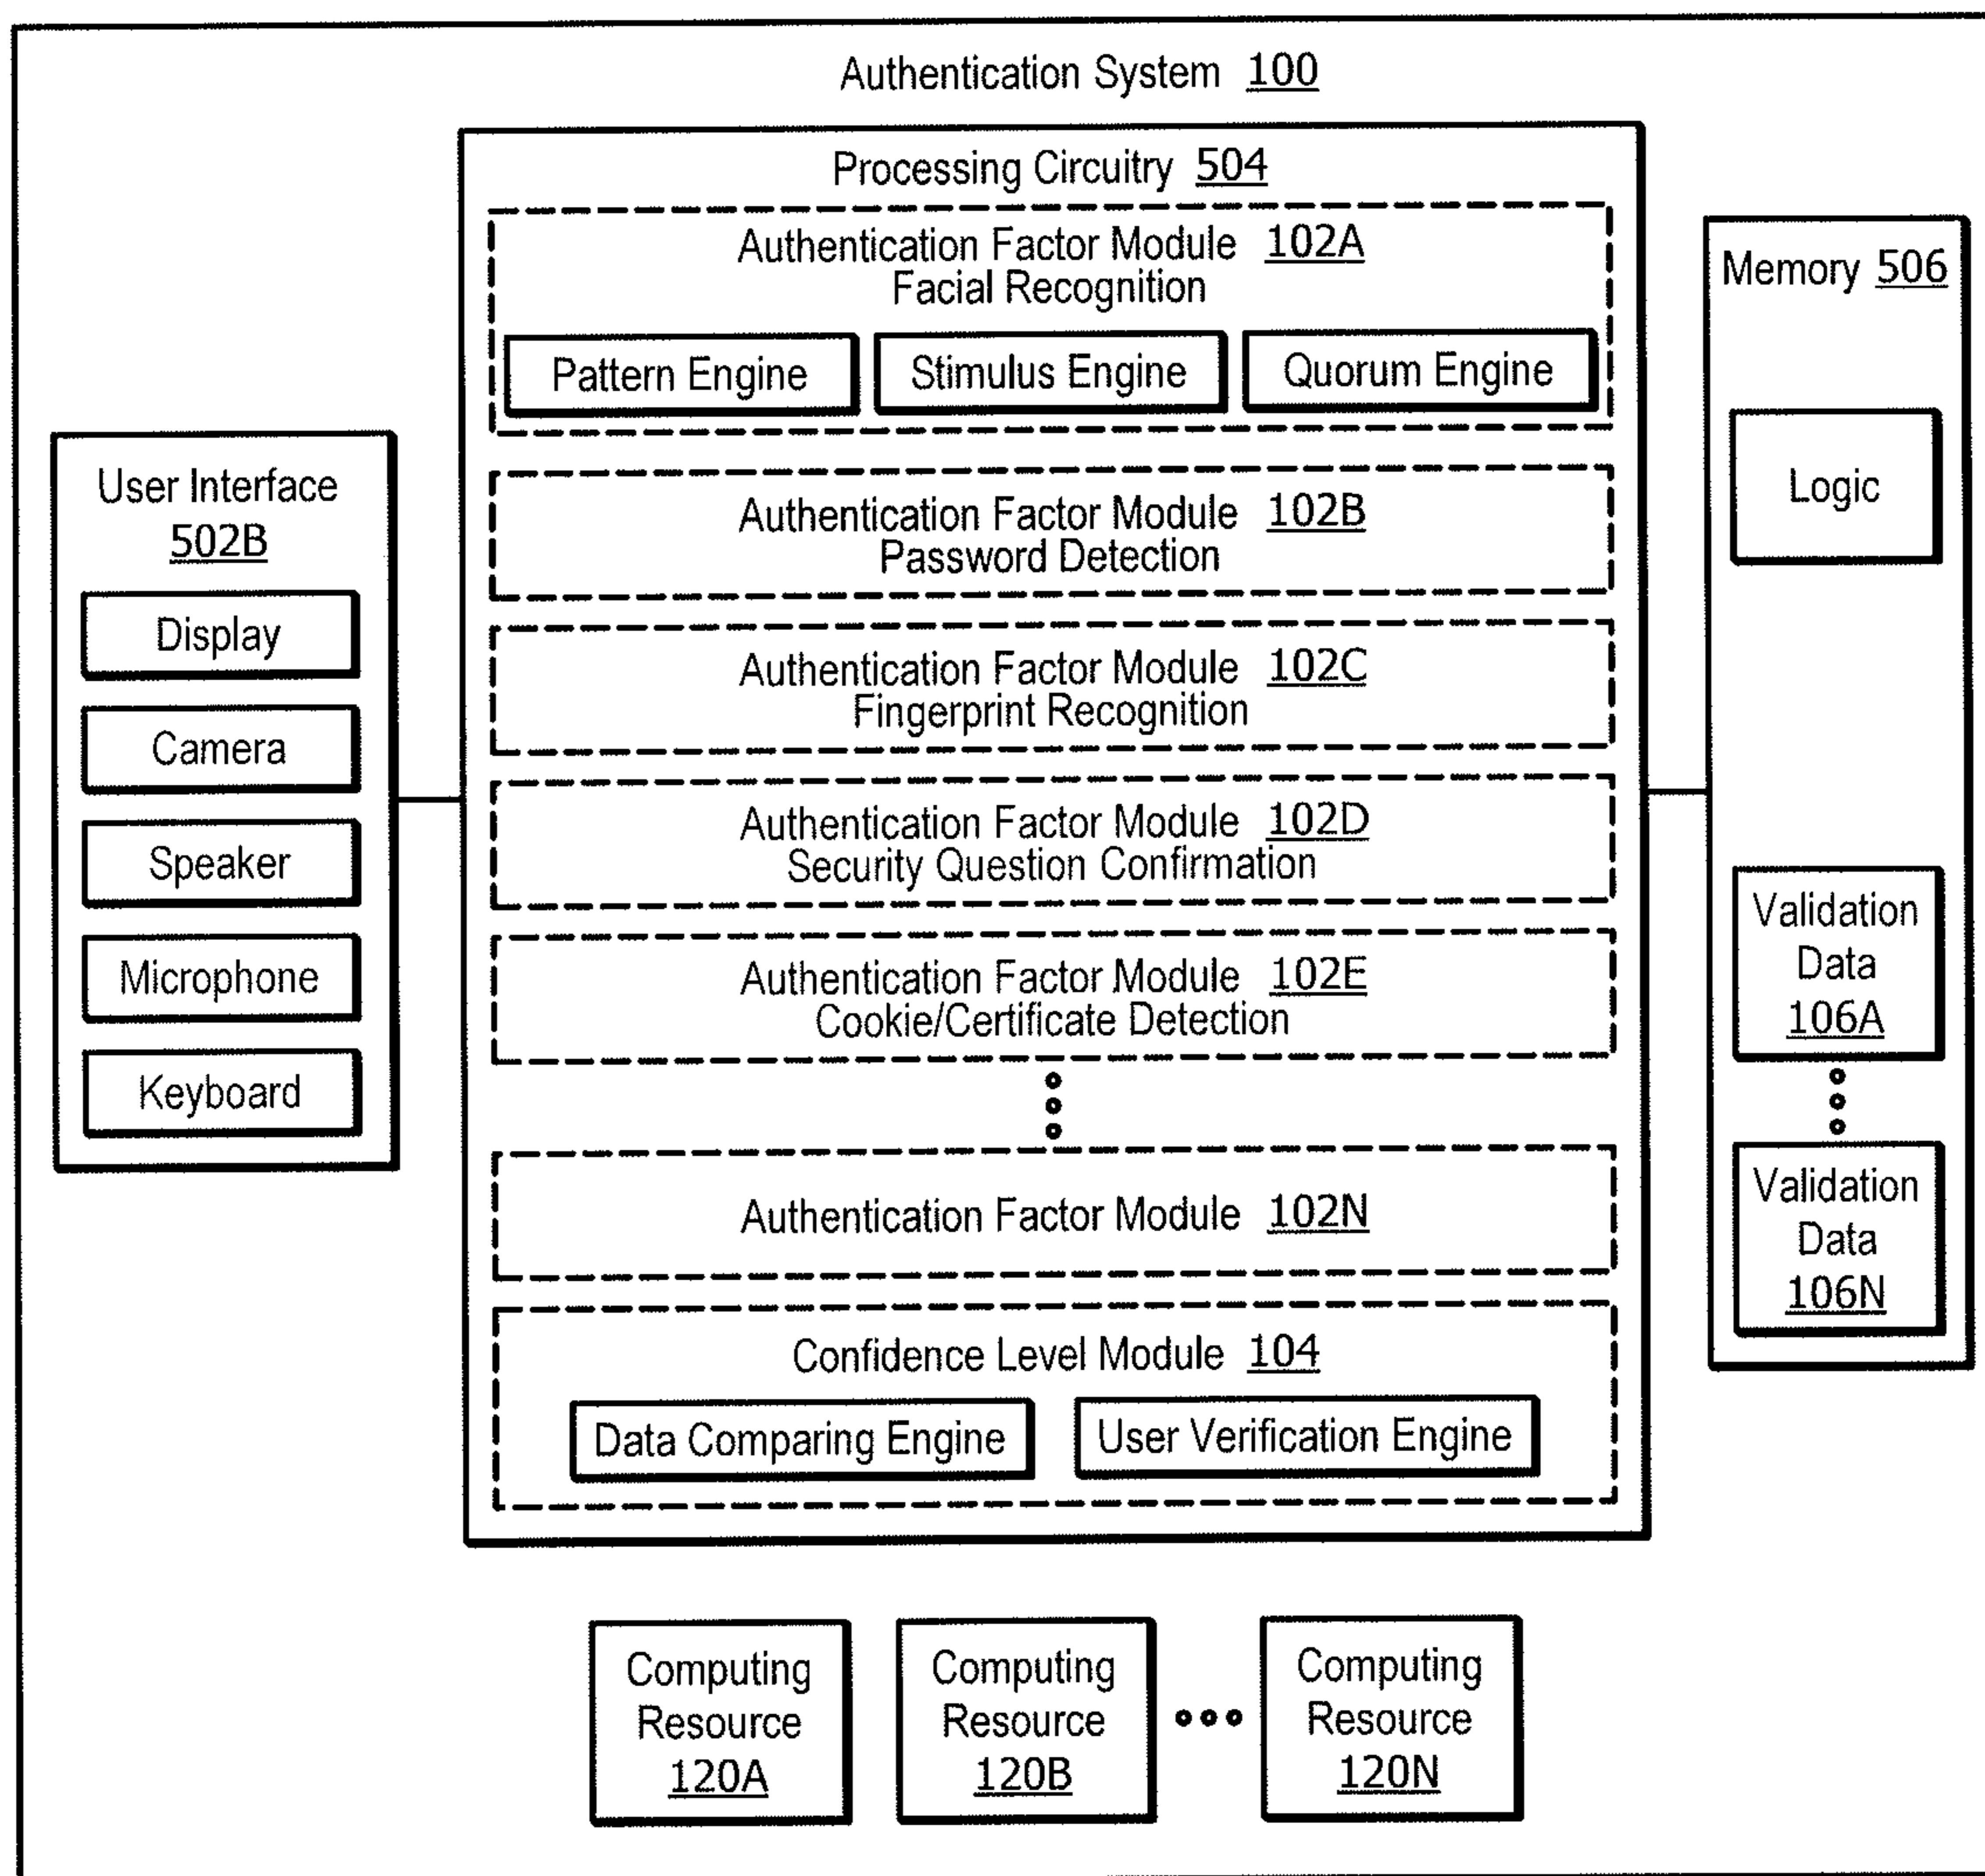 Authentication System 100
Processing Circuitry 504
Authentication Factor Module 102A
Facial Recognition
Pattern Engine
Stimulus Engine
Quorum Engine
Authentication Factor Module 102B
Password Detection
Authentication Factor Module 102C
Fingerprint Recognition
Authentication Factor Module 102D
Security Question Confirmation
Authentication Factor Module 102E
Cookie/Certificate Detection
Authentication Factor Module 102N
Confidence Level Module 104
Data Comparing Engine
User Verification Engine
User Interface
502B
Display
Camera
Speaker
Microphone
Keyboard
Memory 506
Logic
Validation
Data
106A
Validation
Data
106N
Computing
Resource
120A
Computing
Resource
120B
Computing
Resource
120N